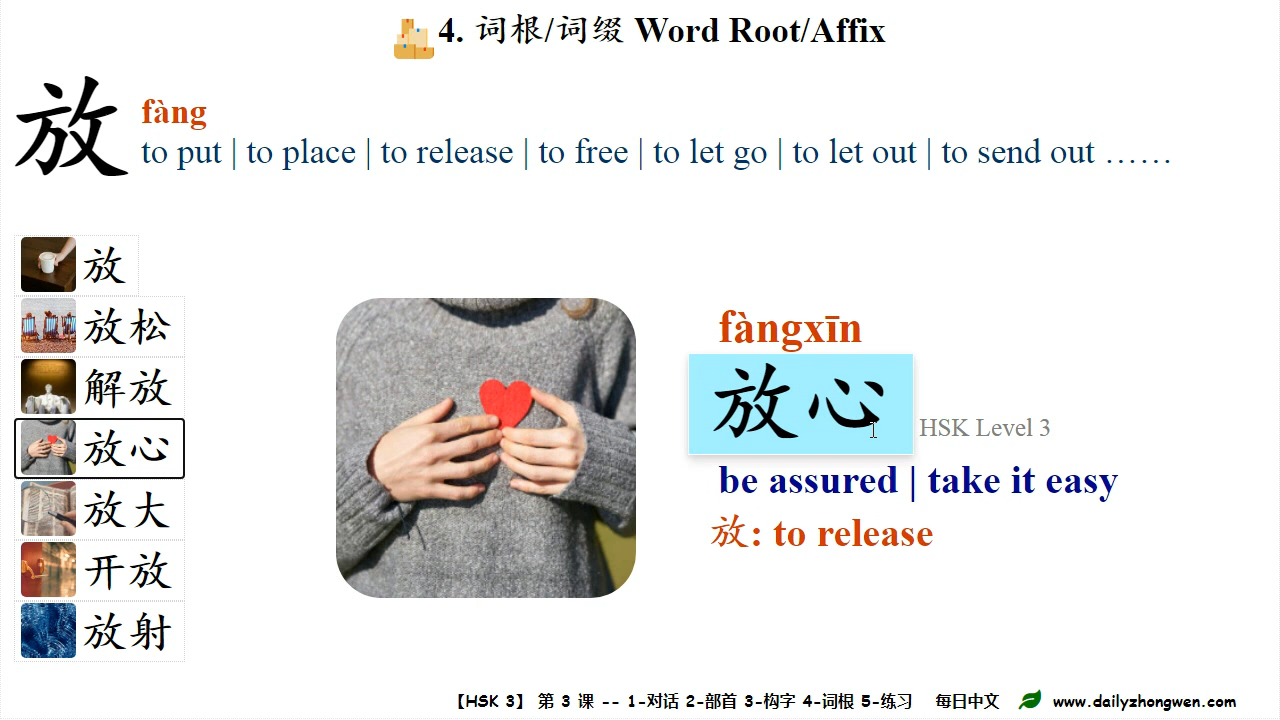 4. 词根/词缀 Word Root/Affix
放
fàng
to put | to place | to release | to free | to let go | to let out | to send out ……
放
放松
解放
放心
放大
开放
放射
fàngxīn
放心
HSK Level 3
be assured | take it easy
放: to release
【HSK 3】 第 3 课 -- 1-对话 2-部首 3-构字 4-词根 5-练习 每日中文 www.dailyzhongwen.com